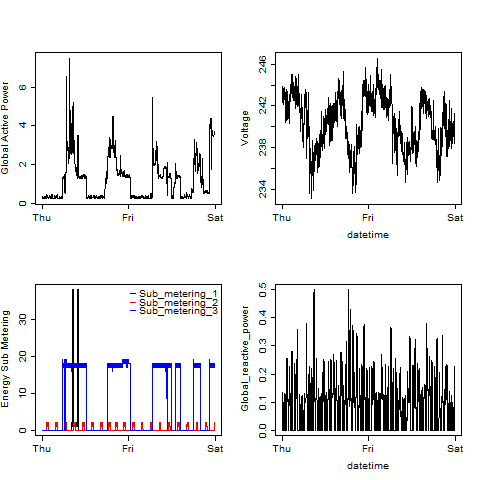 Global Active Power
6
4
2
0
Thu Fri Sat
Voltage
246
242
238
234
Thu Fri Sat
datetime
Energy Sub Metering
30
20
10
0
Sub_metering_1
Sub_metering_2
Sub_metering_3
Thu Fri Sat
Global_reactive_power
0.5
0.4
0.3
0.2
0.1
0.0
Thu Fri Sat
datetime